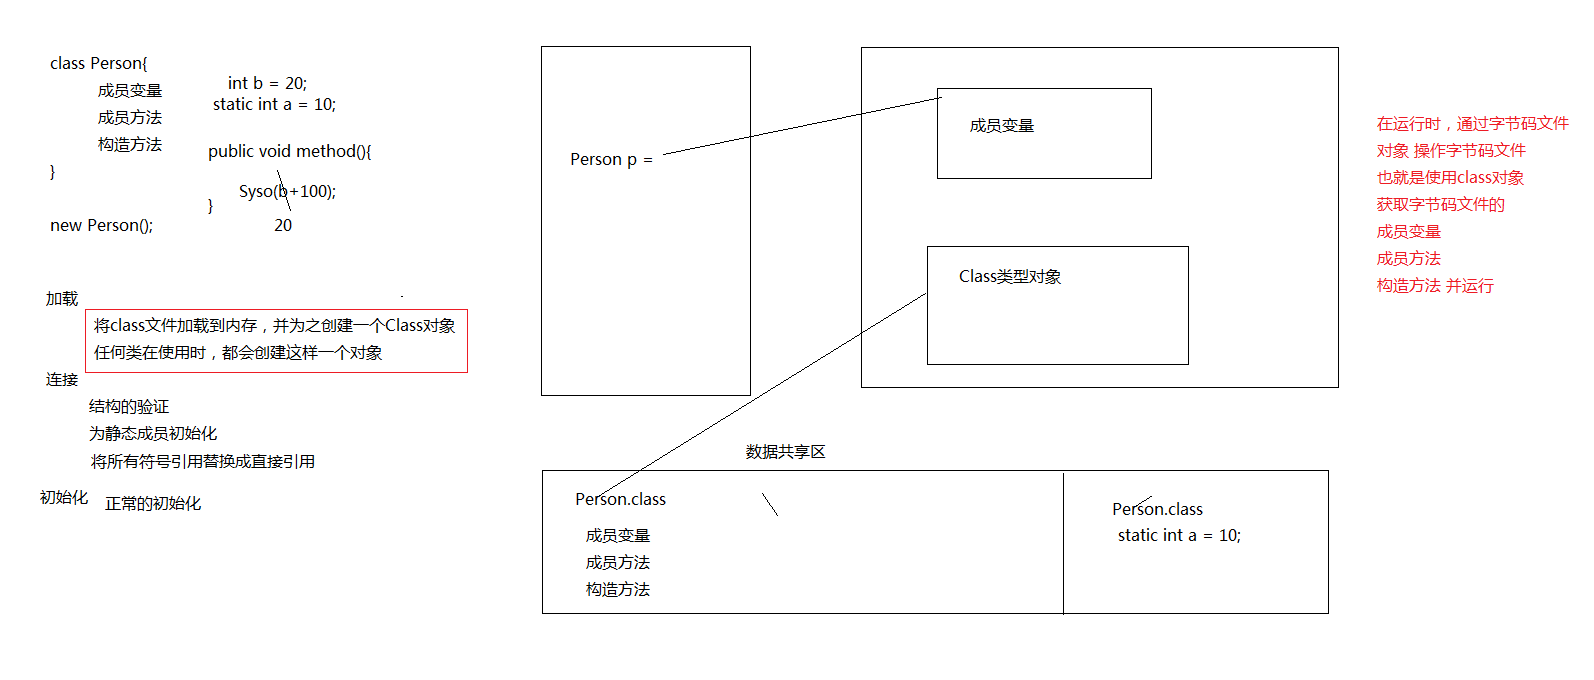 class Person{
成员变量
成员方法
构造方法
}
new Person();
int b = 20;
static int a = 10;
public void method(){
Syso(b+100);
}
20
加载
将class文件加载到内存，并为之创建一个Class对象
任何类在使用时，都会创建这样一个对象
连接
结构的验证
为静态成员初始化
将所有符号引用替换成直接引用
初始化
正常的初始化
Person p =
成员变量
Class类型对象
数据共享区
Person.class
成员变量
成员方法
构造方法
Person.class
static int a = 10;
在运行时，通过字节码文件
对象 操作字节码文件
也就是使用class对象
获取字节码文件的
成员变量
成员方法
构造方法 并运行